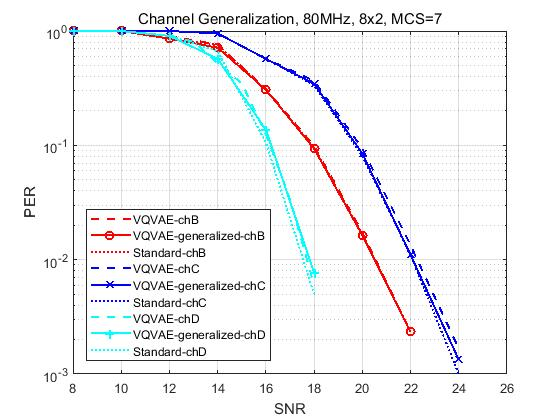 Channel Generalization, 80MHz, 8x2, MCS=7
10^0
10^-1
10^-2
10^-3
PER
VQVAE-chB
VQVAE-generalized-chB
Standard-chB
VQVAE-chC
VQVAE-generalized-chC
Standard-chC
VQVAE-chD
VQVAE-generalized-chD
Standard-chD
8 10 12 14 16 18 20 22 24 26
SNR